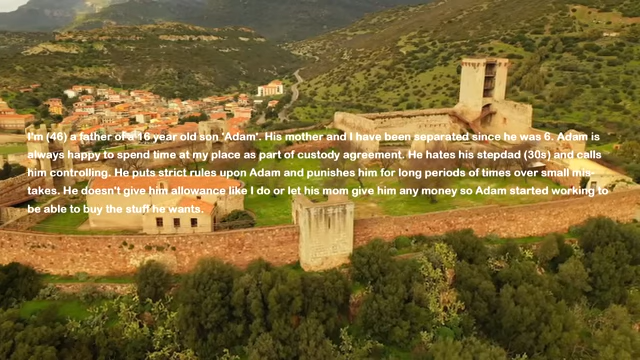 I'm (46) a father of a 16 year old son 'Adam'. His mother and I have been separated since he was 6. Adam is
always happy to spend time at my place as part of custody agreement. He hates his stepdad (30s) and calls
him controlling. He puts strict rules upon Adam and punishes him for long periods of times over small mis-
takes. He doesn't give him allowance like I do or let his mom give him any money so Adam started working to
be able to buy the stuff he wants.